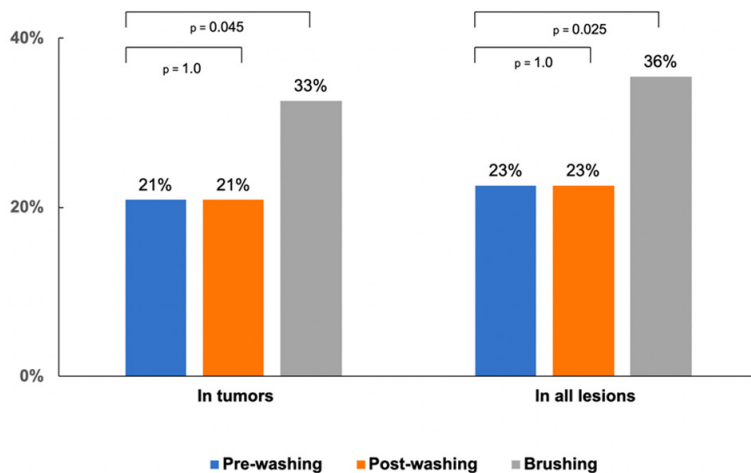 p = 0.045
p = 0.025
40%
p = 1.0
p = 1.0
33%
36%
21%
21%
23%
23%
20%
0%
In tumors
In all lesions
Pre-washing
Post-washing
Brushing